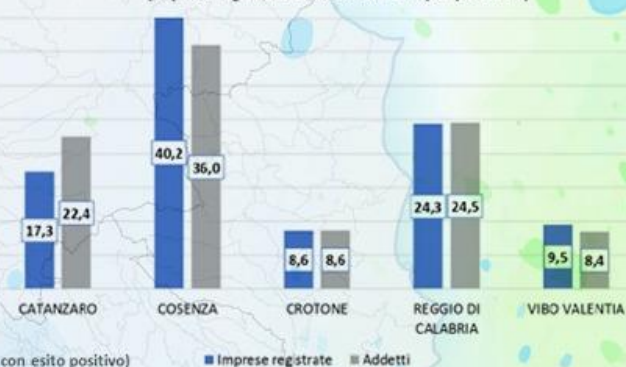 40,2
36,0
17,3
22,4
8,6
8,6
24,3
24,5
9,5
8,4
CATANZARO
COSENZA
CROTONE
REGGIO DI
CALABRIA
VIBO VALENTIA
con esito positivo)
Imprese registrate
Addetti